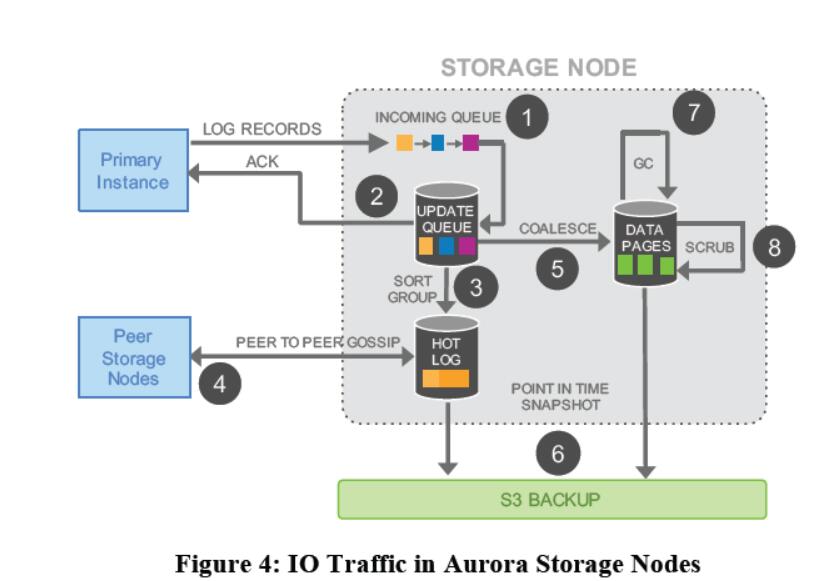 STORAGE NODE
INCOMING QUEUE
1
7
LOG RECORDS
Primary
Instance
ACK
GC
2
UPDATE
QUEUE
COALESCE
DATA
PAGES
SCRUB
8
5
SORT
GROUP
3
Peer
Storage
Nodes
PEER TO PEER GOSSIP
HOT
LOG
4
POINT IN TIME
SNAPSHOT
6
S3 BACKUP
Figure 4: IO Traffic in Aurora Storage Nodes